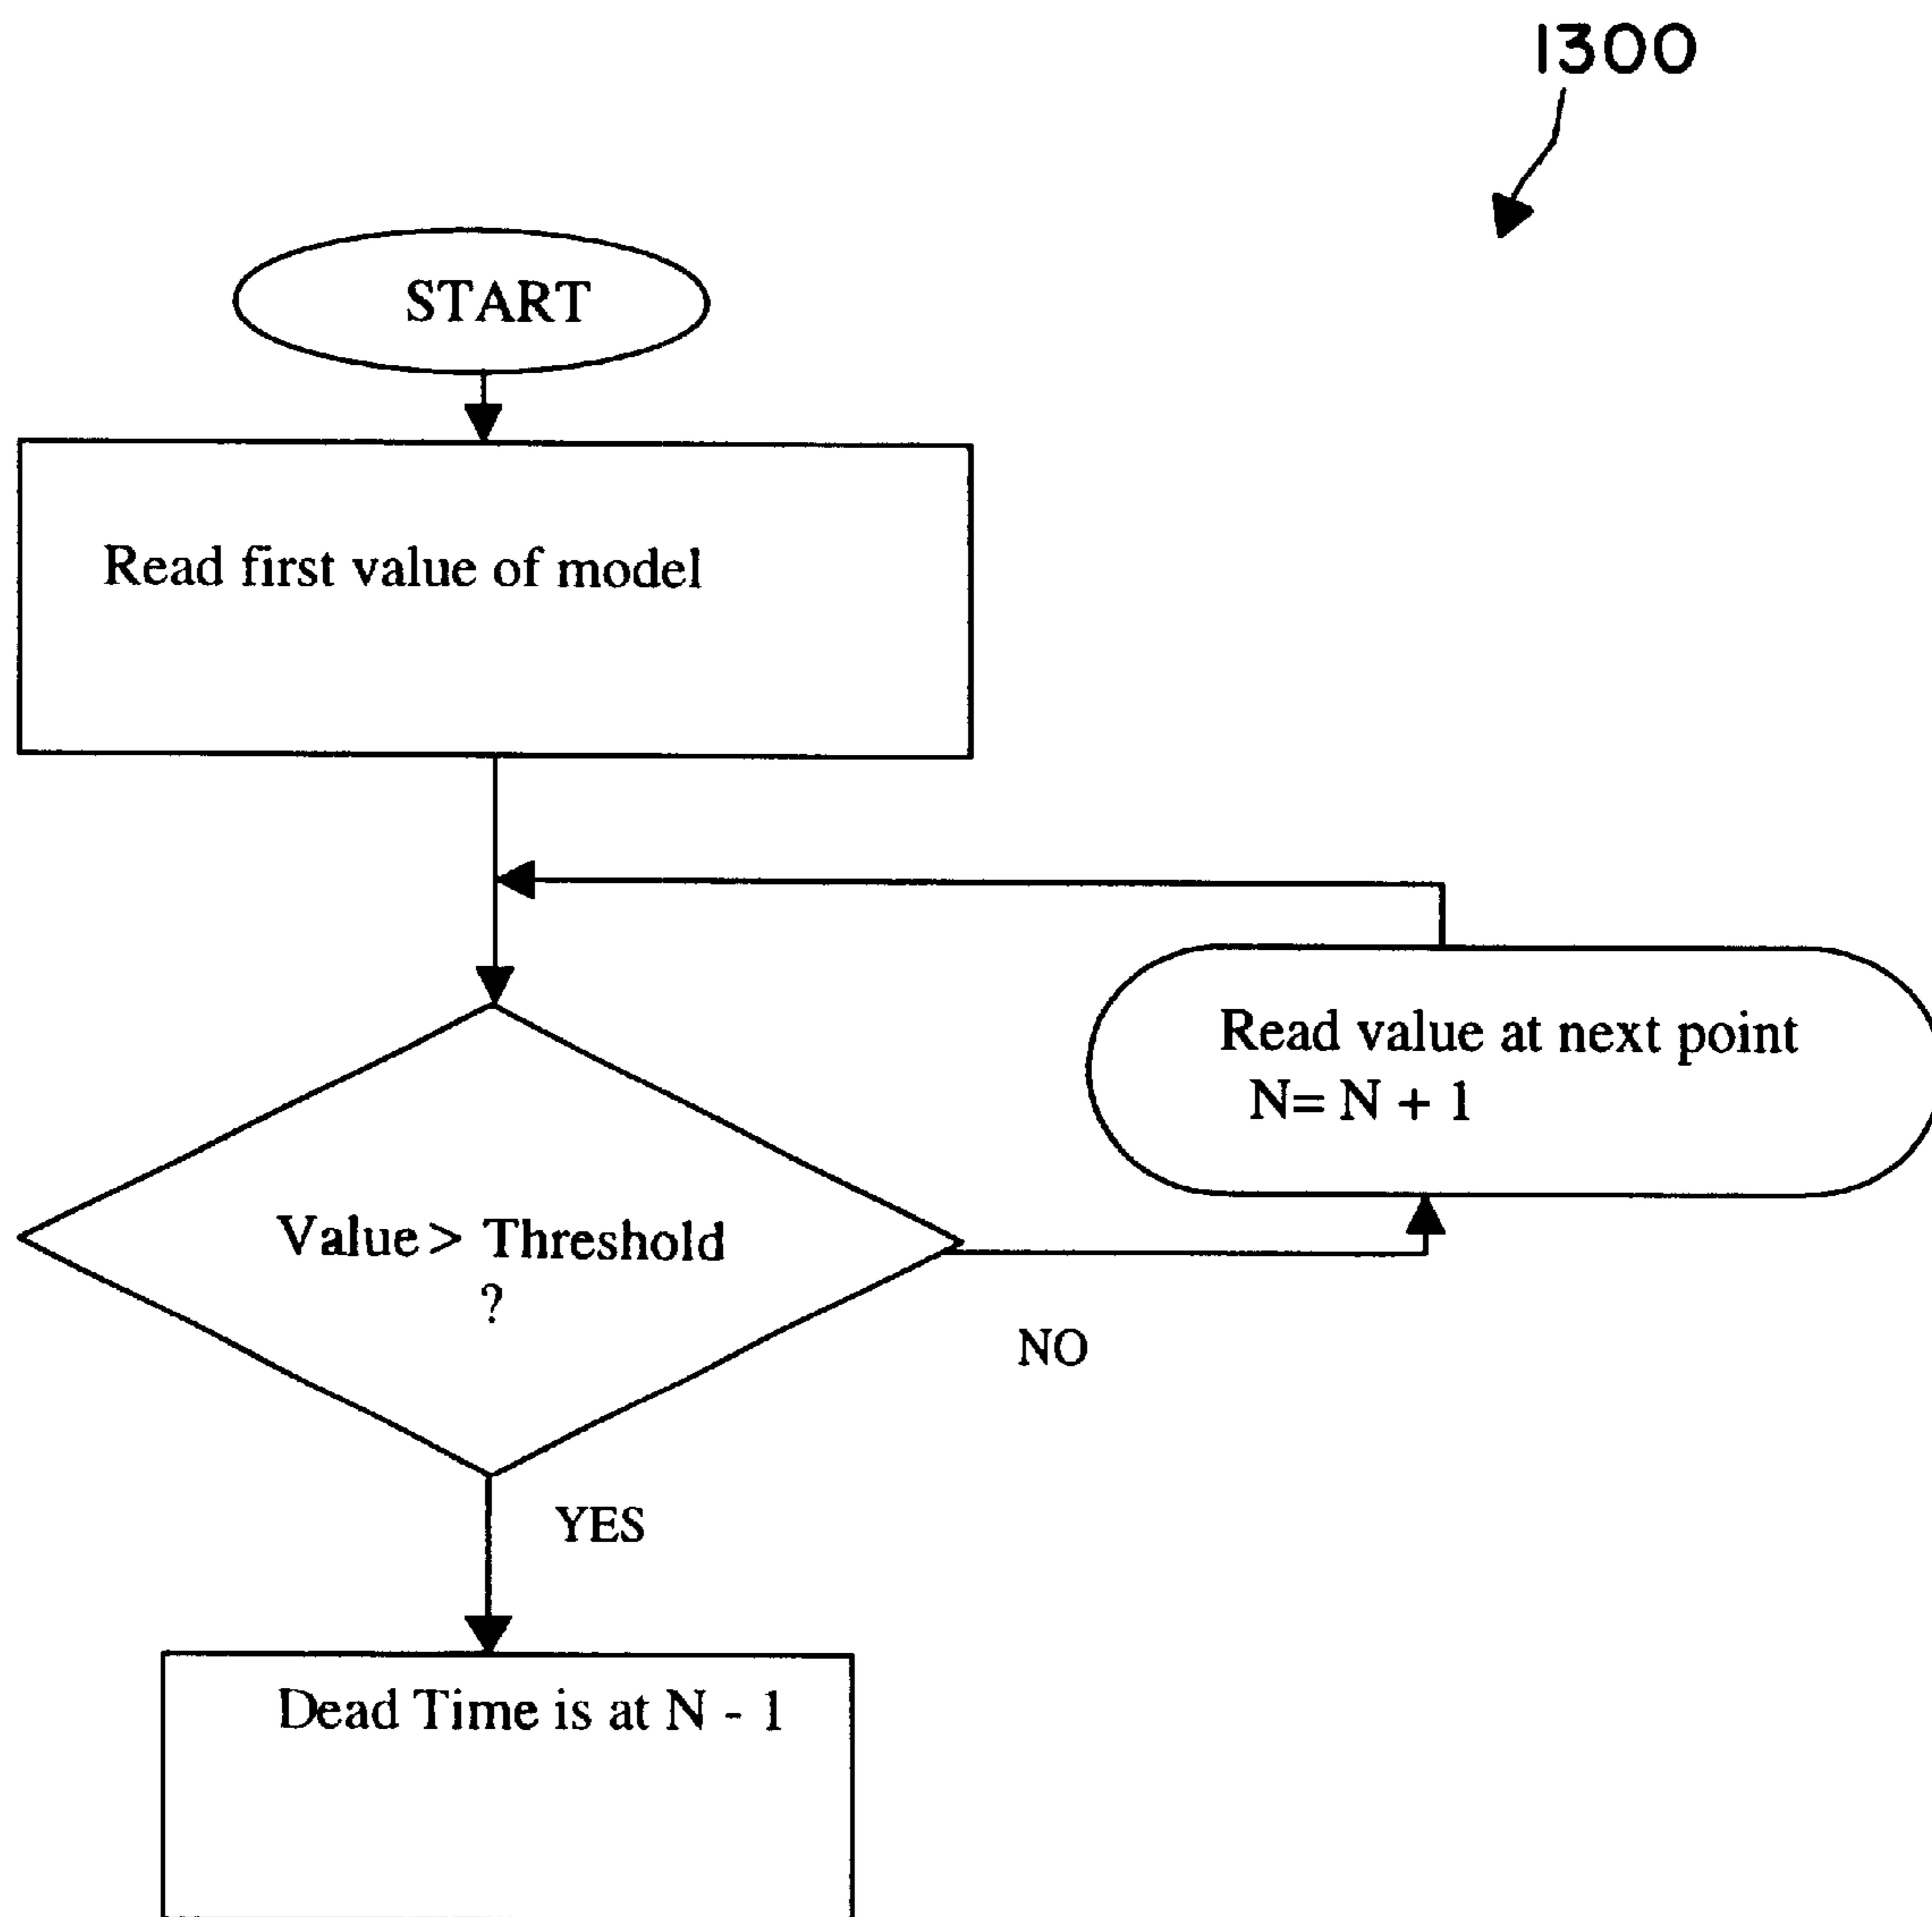 1300
START
Read first value of model
Read value at next point
N= N + 1
Value > Threshold
?
NO
YES
Dead Time is at N - 1